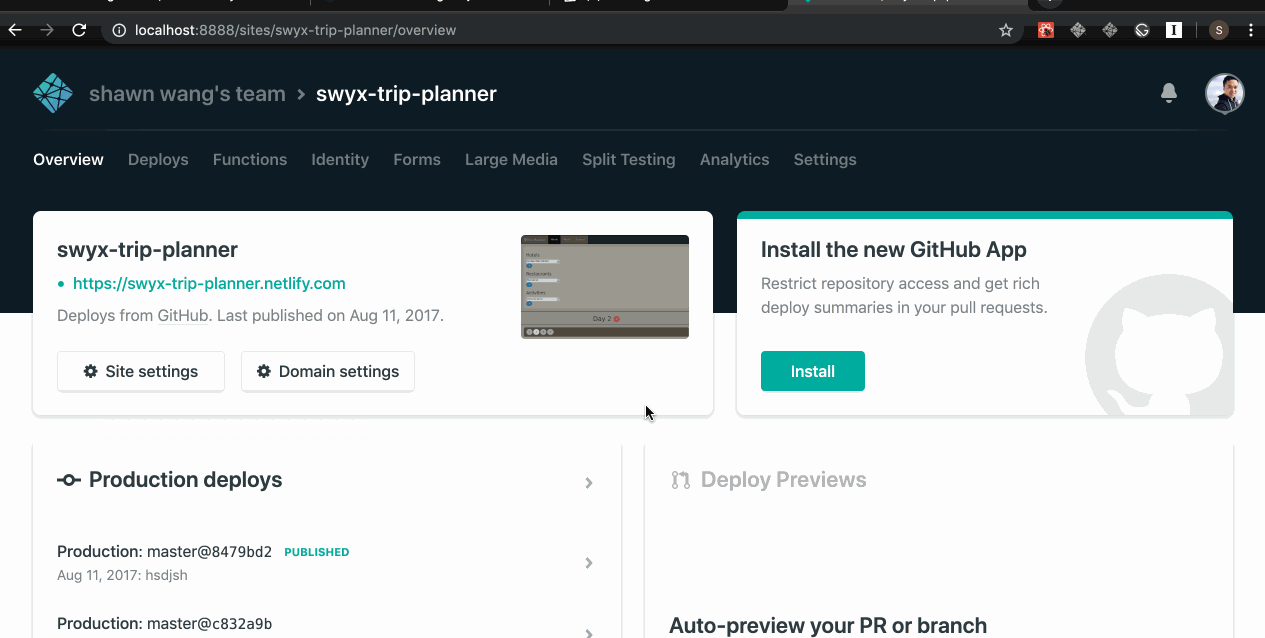 localhost:8888/sites/swyx-trip-planner/overview
S
I
shawn wang's team › swyx-trip-planner
Overview Deploys Functions Identity Forms Large Media Split Testing Analytics Settings
swyx-trip-planner
https://swyx-trip-planner.netlify.com
Deploys from GitHub. Last published on Aug 11, 2017.
Site settings Domain settings
Hotels
Restaurants
Activities
Day 2
Install the new GitHub App
Restrict repository access and get rich
deploy summaries in your pull requests.
Install
Production deploys
Production: master@8479bd2 PUBLISHED
Aug 11, 2017: hsdjsh
Production: master@c832a9b
Deploy Previews
Auto-preview your PR or branch